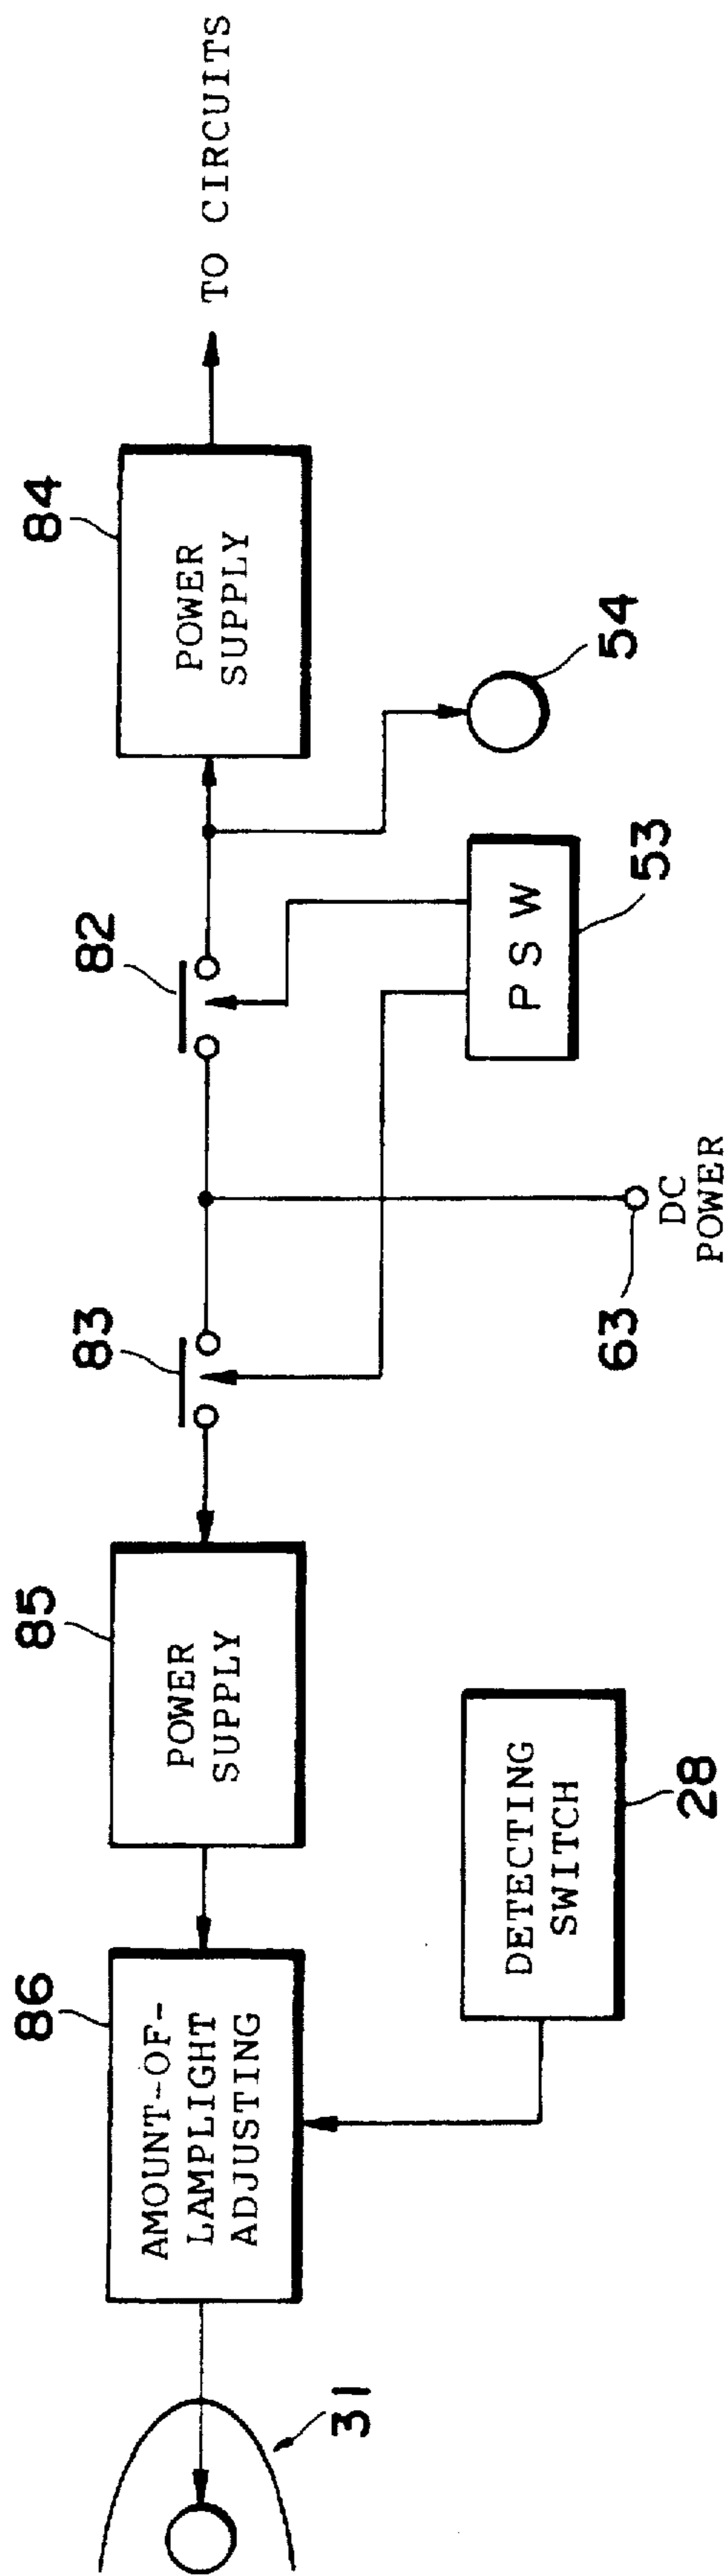 31
86
AMOUNT-OF-
LAMPLIGHT
ADJUSTING
85
POWER
SUPPLY
83
82
84
POWER
SUPPLY
TO CIRCUITS
DETECTING
SWITCH
28
63
DC
POWER
PSW
53
54